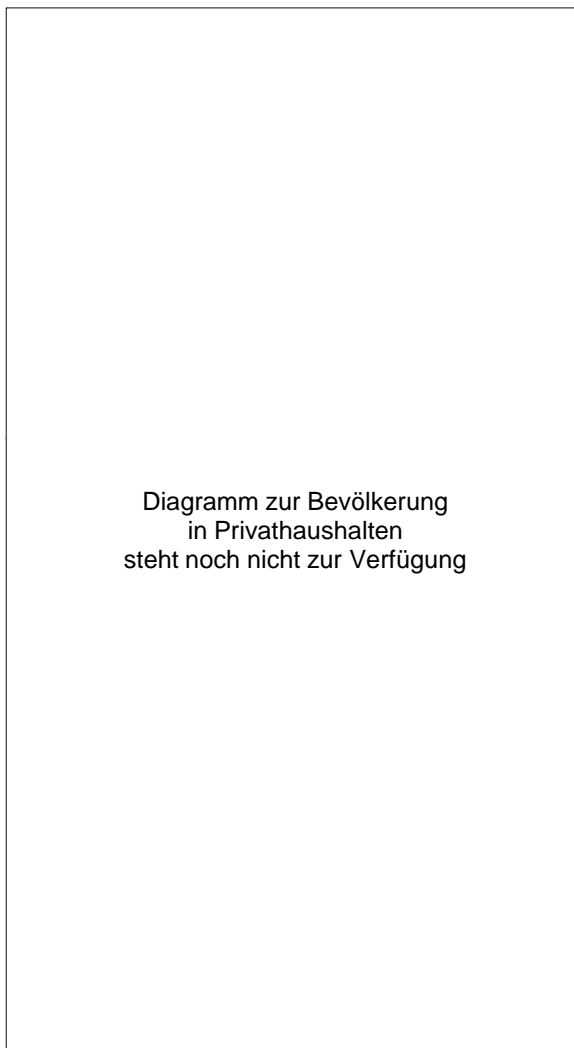 Diagramm zur Bevölkerung
in Privathaushalten
steht noch nicht zur Verfügung